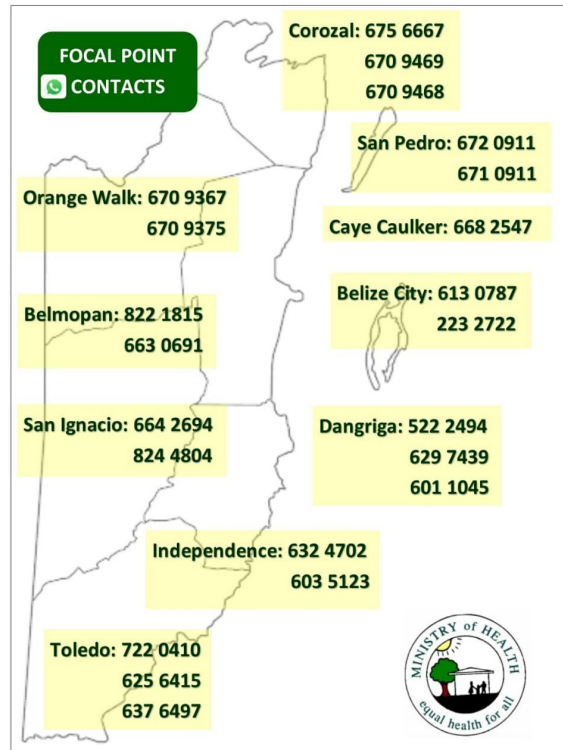 FOCAL POINT
CONTACTS
Corozal: 675 6667
670 9469
670 9468
San Pedro: 672 0911
671 0911
Orange Walk: 670 9367
670 9375
Caye Caulker: 668 2547
Belize City: 613 0787
223 2722
Belmopan: 822 1815
663 0691
San Ignacio: 664 2694
824 4804
Dangriga: 522 2494
629 7439
601 1045
Independence: 632 4702
603 5123
Toledo: 722 0410
625 6415
637 6497
MINISTRY of HEALTH
equal health for all